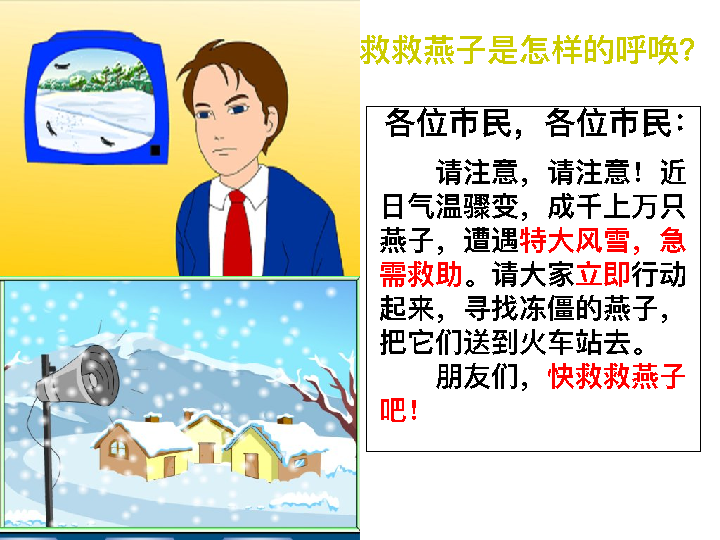 救救燕子是怎样的呼唤?
各位市民，各位市民：
请注意，请注意！近
日气温骤变，成千上万只
燕子，遭遇特大风雪，急
需救助。请大家立即行动
起来，寻找冻僵的燕子，
把它们送到火车站去。
朋友们，快救救燕子
吧！